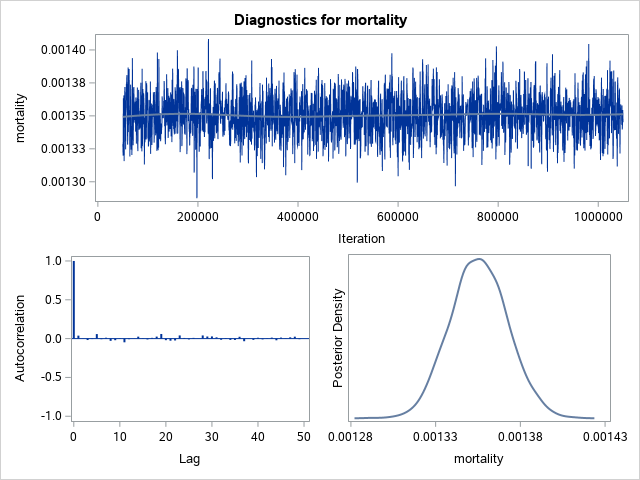 Diagnostics for mortality
mortality
0.00140
0.00138
0.00135
0.00133
0.00130
0 200000 400000 600000 800000 1000000
Iteration
Autocorrelation
1.0
0.5
0.0
-0.5
-1.0
0 10 20 30 40 50
Lag
Posterior Density
0.00128 0.00133 0.00138 0.00143
mortality